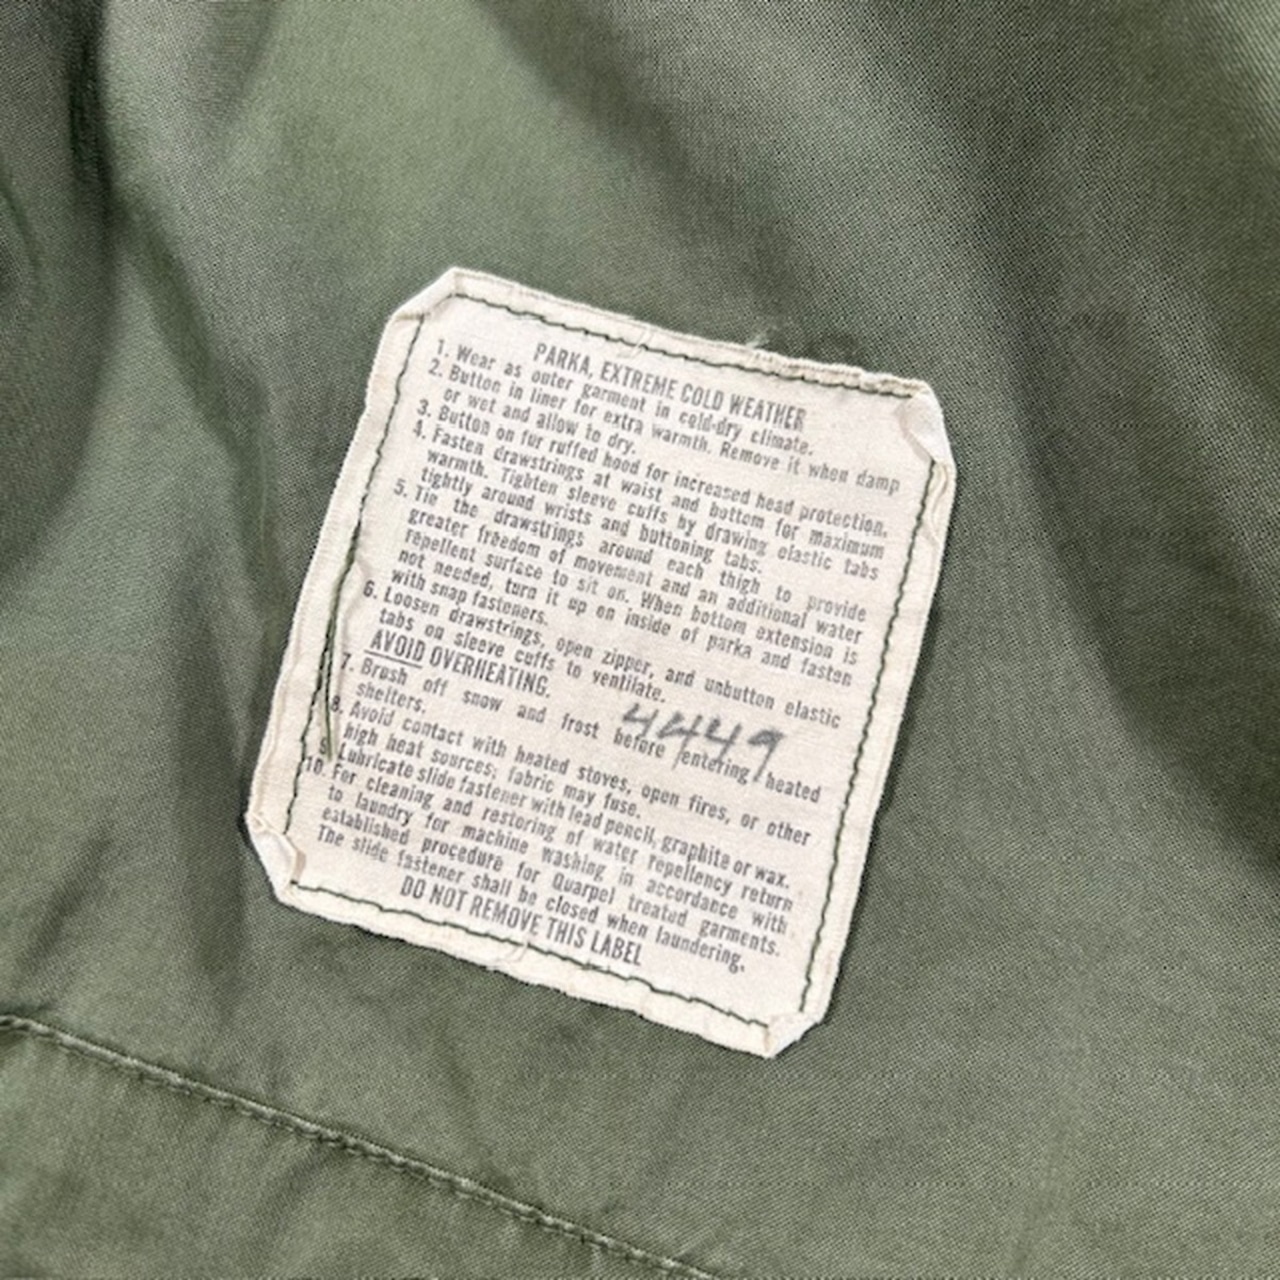 PARKA, EXTREME COLD WEATHER
1. Wear as outer garment in cold-dry climate.
2. Button in liner for extra warmth. Remove it when damp
or wet and allow to dry.
3. Button on fur ruffed hood for increased head protection.
4. Fasten drawstrings at waist and bottom for maximum
warmth. Tighten sleeve cuffs by drawing elastic tabs
tightly around wrists and buttoning tabs.
5. Tie the drawstrings around each thigh to provide
greater freedom of movement and an additional water
repellent surface to sit on. When bottom extension is
not needed, turn it up on inside of parka and fasten
with snap fasteners.
6. Loosen drawstrings, open zipper, and unbutton elastic
tabs on sleeve cuffs to ventilate.
AVOID OVERHEATING.
4449
7. Brush off snow and frost before entering heated
shelters.
8. Avoid contact with heated stoves, open fires, or other
high heat sources; fabric may fuse.
9. Lubricate slide fastener with lead pencil, graphite or wax.
10. For cleaning and restoring of water repellency return
to laundry for machine washing in accordance with
established procedure for Quarpel treated garments.
The slide fastener shall be closed when laundering.
DO NOT REMOVE THIS LABEL